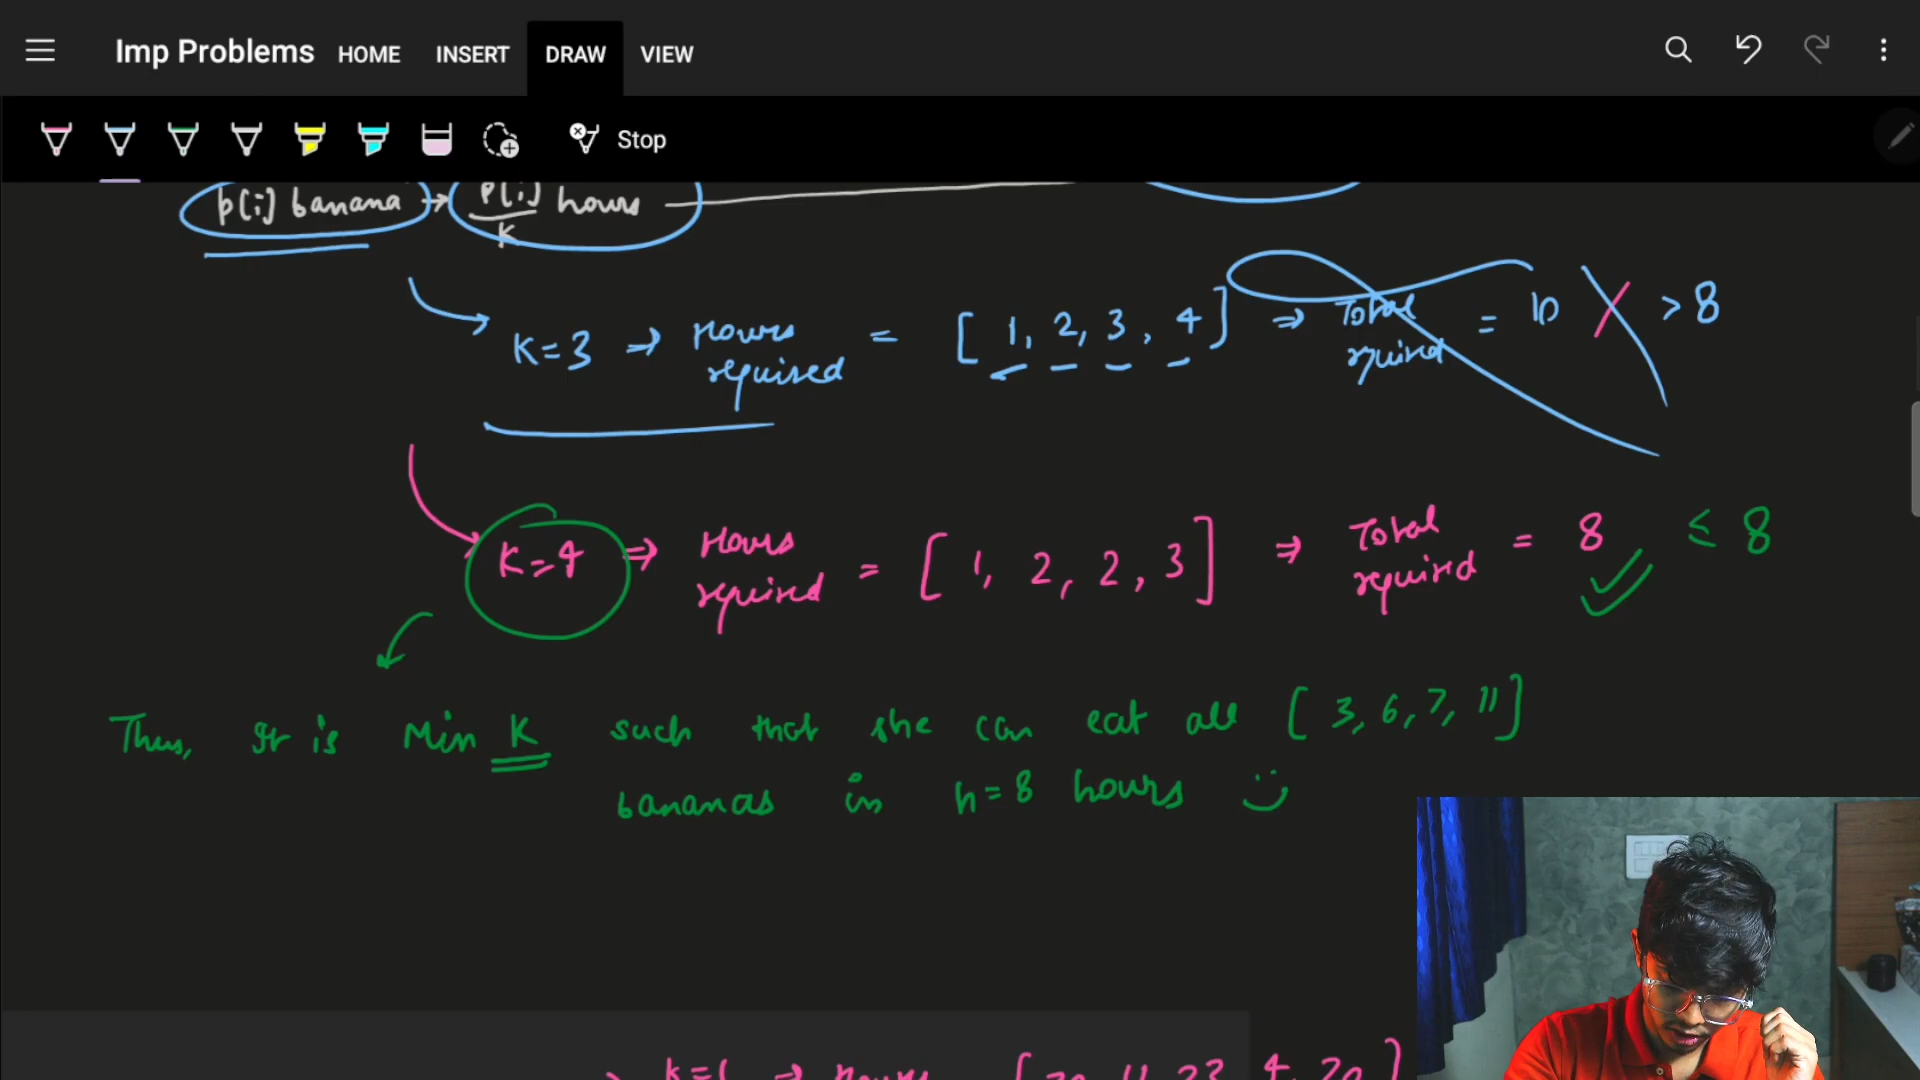 Imp Problems HOME INSERT DRAW VIEW
Stop
p[i] banana → p[i]/K hours
K=3 ⇒ Hours required = [1, 2, 3, 4] ⇒ Total rquired = 10 > 8
K=4 ⇒ Hours required = [1, 2, 2, 3] ⇒ Total required = 8 ≤ 8
Thus, It is Min K such that she can eat all [3, 6, 7, 11]
bananas in h=8 hours